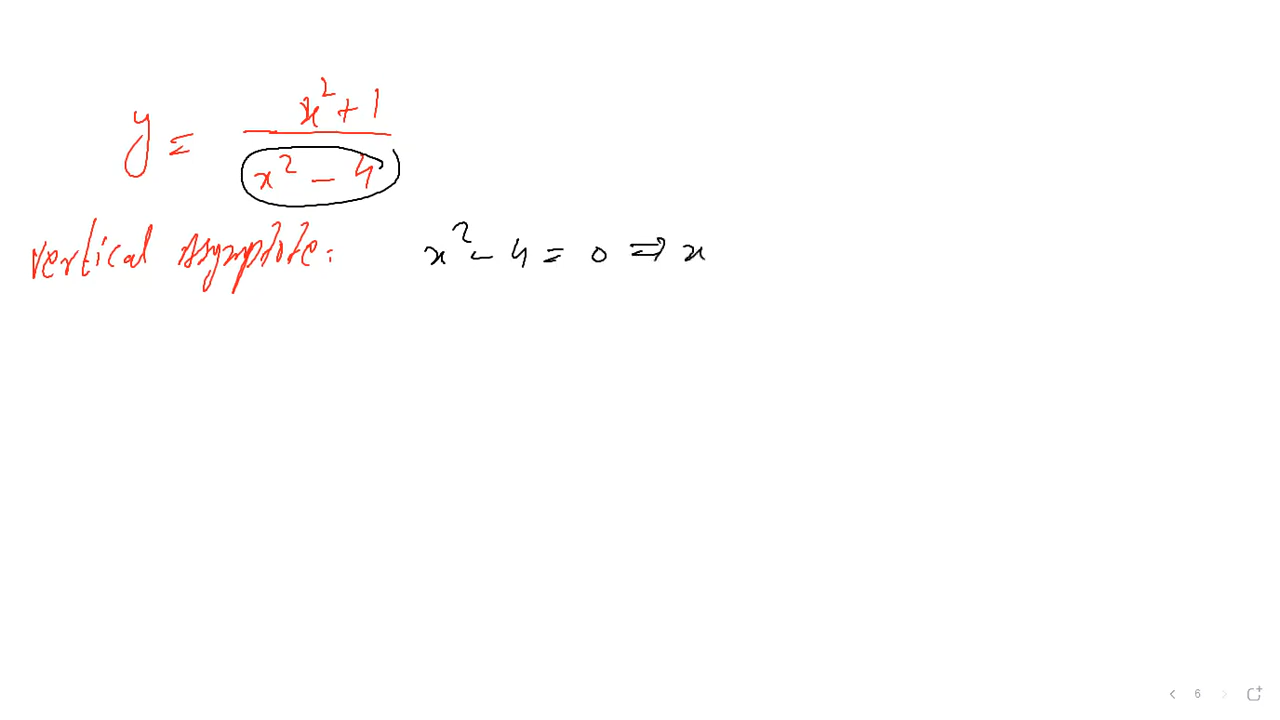 y = x² + 1
x² - 4
vertical Asymptote: x² - 4 = 0 ⇒ x
6